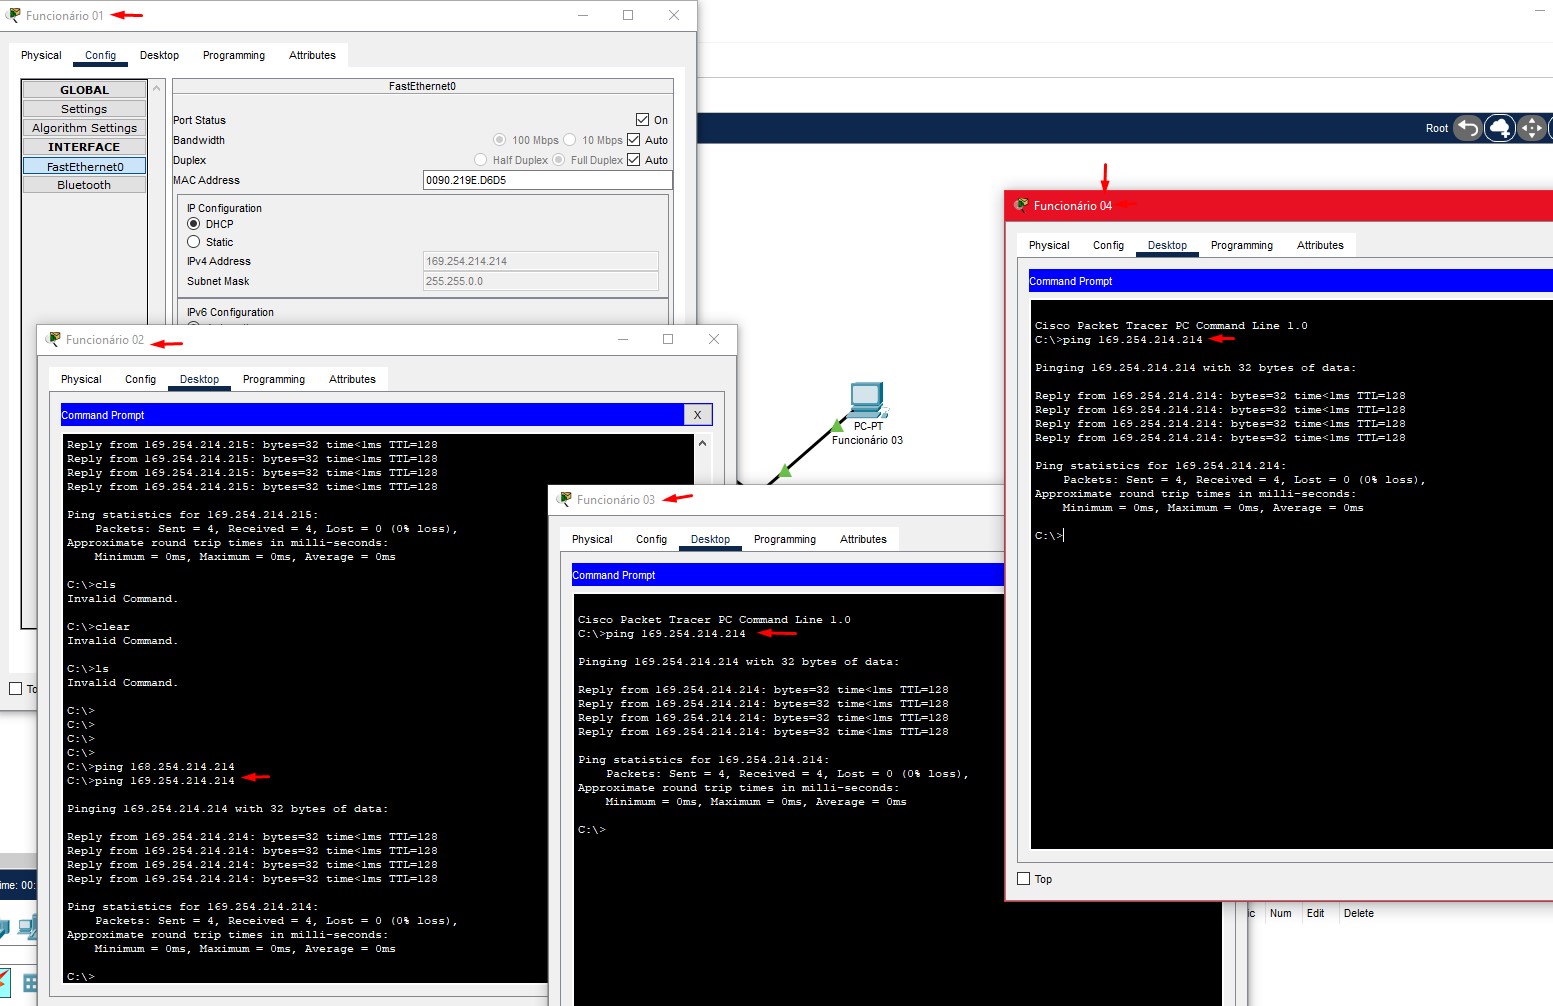 Funcionário 01
Physical Config Desktop Programming Attributes
GLOBAL
Settings
Algorithm Settings
INTERFACE
FastEthernet0
Bluetooth
FastEthernet0
Port Status On
Bandwidth 100 Mbps 10 Mbps Auto
Duplex Half Duplex Full Duplex Auto
MAC Address 0090.219E.D6D5
IP Configuration
DHCP
Static
IPv4 Address 169.254.214.214
Subnet Mask 255.255.0.0
IPv6 Configuration
To
Root
Funcionário 02
Physical Config Desktop Programming Attributes
Command Prompt X
Reply from 169.254.214.215: bytes=32 time<1ms TTL=128
Reply from 169.254.214.215: bytes=32 time<1ms TTL=128
Reply from 169.254.214.215: bytes=32 time<1ms TTL=128
Reply from 169.254.214.215: bytes=32 time<1ms TTL=128
Ping statistics for 169.254.214.215:
Packets: Sent = 4, Received = 4, Lost = 0 (0% loss),
Approximate round trip times in milli-seconds:
Minimum = 0ms, Maximum = 0ms, Average = 0ms
C:\>cls
Invalid Command.
C:\>clear
Invalid Command.
C:\>ls
Invalid Command.
C:\>
C:\>
C:\>
C:\>
C:\>ping 168.254.214.214
C:\>ping 169.254.214.214
Pinging 169.254.214.214 with 32 bytes of data:
Reply from 169.254.214.214: bytes=32 time<1ms TTL=128
Reply from 169.254.214.214: bytes=32 time<1ms TTL=128
Reply from 169.254.214.214: bytes=32 time<1ms TTL=128
Reply from 169.254.214.214: bytes=32 time<1ms TTL=128
Ping statistics for 169.254.214.214:
Packets: Sent = 4, Received = 4, Lost = 0 (0% loss),
Approximate round trip times in milli-seconds:
Minimum = 0ms, Maximum = 0ms, Average = 0ms
C:\>
PC-PT
Funcionário 03
Funcionário 03
Physical Config Desktop Programming Attributes
Command Prompt
Cisco Packet Tracer PC Command Line 1.0
C:\>ping 169.254.214.214
Pinging 169.254.214.214 with 32 bytes of data:
Reply from 169.254.214.214: bytes=32 time<1ms TTL=128
Reply from 169.254.214.214: bytes=32 time<1ms TTL=128
Reply from 169.254.214.214: bytes=32 time<1ms TTL=128
Reply from 169.254.214.214: bytes=32 time<1ms TTL=128
Ping statistics for 169.254.214.214:
Packets: Sent = 4, Received = 4, Lost = 0 (0% loss),
Approximate round trip times in milli-seconds:
Minimum = 0ms, Maximum = 0ms, Average = 0ms
C:\>
Funcionário 04
Physical Config Desktop Programming Attributes
Command Prompt
Cisco Packet Tracer PC Command Line 1.0
C:\>ping 169.254.214.214
Pinging 169.254.214.214 with 32 bytes of data:
Reply from 169.254.214.214: bytes=32 time<1ms TTL=128
Reply from 169.254.214.214: bytes=32 time<1ms TTL=128
Reply from 169.254.214.214: bytes=32 time<1ms TTL=128
Reply from 169.254.214.214: bytes=32 time<1ms TTL=128
Ping statistics for 169.254.214.214:
Packets: Sent = 4, Received = 4, Lost = 0 (0% loss),
Approximate round trip times in milli-seconds:
Minimum = 0ms, Maximum = 0ms, Average = 0ms
C:\>
Top
ime: 00:
ic Num Edit Delete